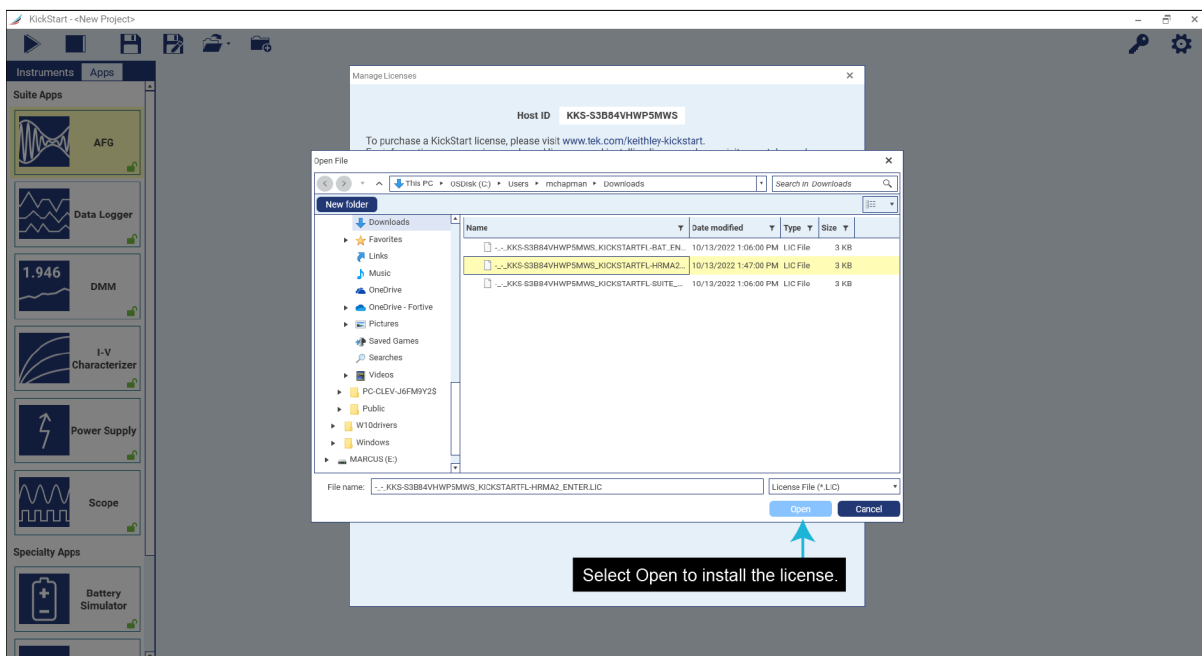 KickStart - <New Project>
Instruments Apps
Suite Apps
AFG
Data Logger
1.946
DMM
I-V
Characterizer
Power Supply
Scope
Specialty Apps
Battery
Simulator
Manage Licenses
Host ID KKS-S3B84VHWP5MWS
To purchase a KickStart license, please visit www.tek.com/keithley-kickstart.
Open File
This PC OSDisk (C:) Users mchapman Downloads
Search in Downloads
New folder
Downloads
Favorites
Links
Music
OneDrive
OneDrive - Fortive
Pictures
Saved Games
Searches
Videos
PC-CLEV-J6FM9Y2$
Public
W10drivers
Windows
MARCUS (E:)
Name Date modified Type Size
-_-_KKS-S3B84VHWP5MWS_KICKSTARTFL-BAT_EN... 10/13/2022 1:06:00 PM LIC File 3 KB
-_-_KKS-S3B84VHWP5MWS_KICKSTARTFL-HRMA2... 10/13/2022 1:47:00 PM LIC File 3 KB
-_-_KKS-S3B84VHWP5MWS_KICKSTARTFL-SUITE_... 10/13/2022 1:06:00 PM LIC File 3 KB
File name: -_-_KKS-S3B84VHWP5MWS_KICKSTARTFL-HRMA2_ENTER.LIC License File (*.LIC)
Open Cancel
Select Open to install the license.